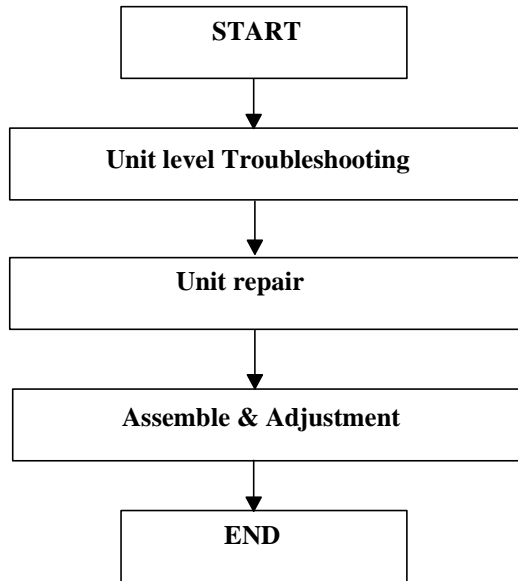 START
Unit level Troubleshooting
Unit repair
Assemble & Adjustment
END